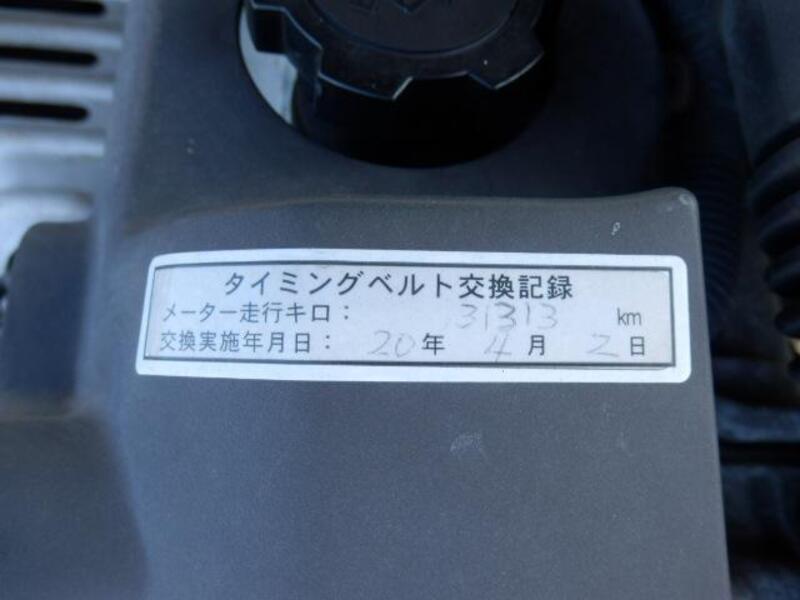 タイミングベルト交換記録
メーター走行キロ： 31313 km
交換実施年月日： 20年 4月 2日